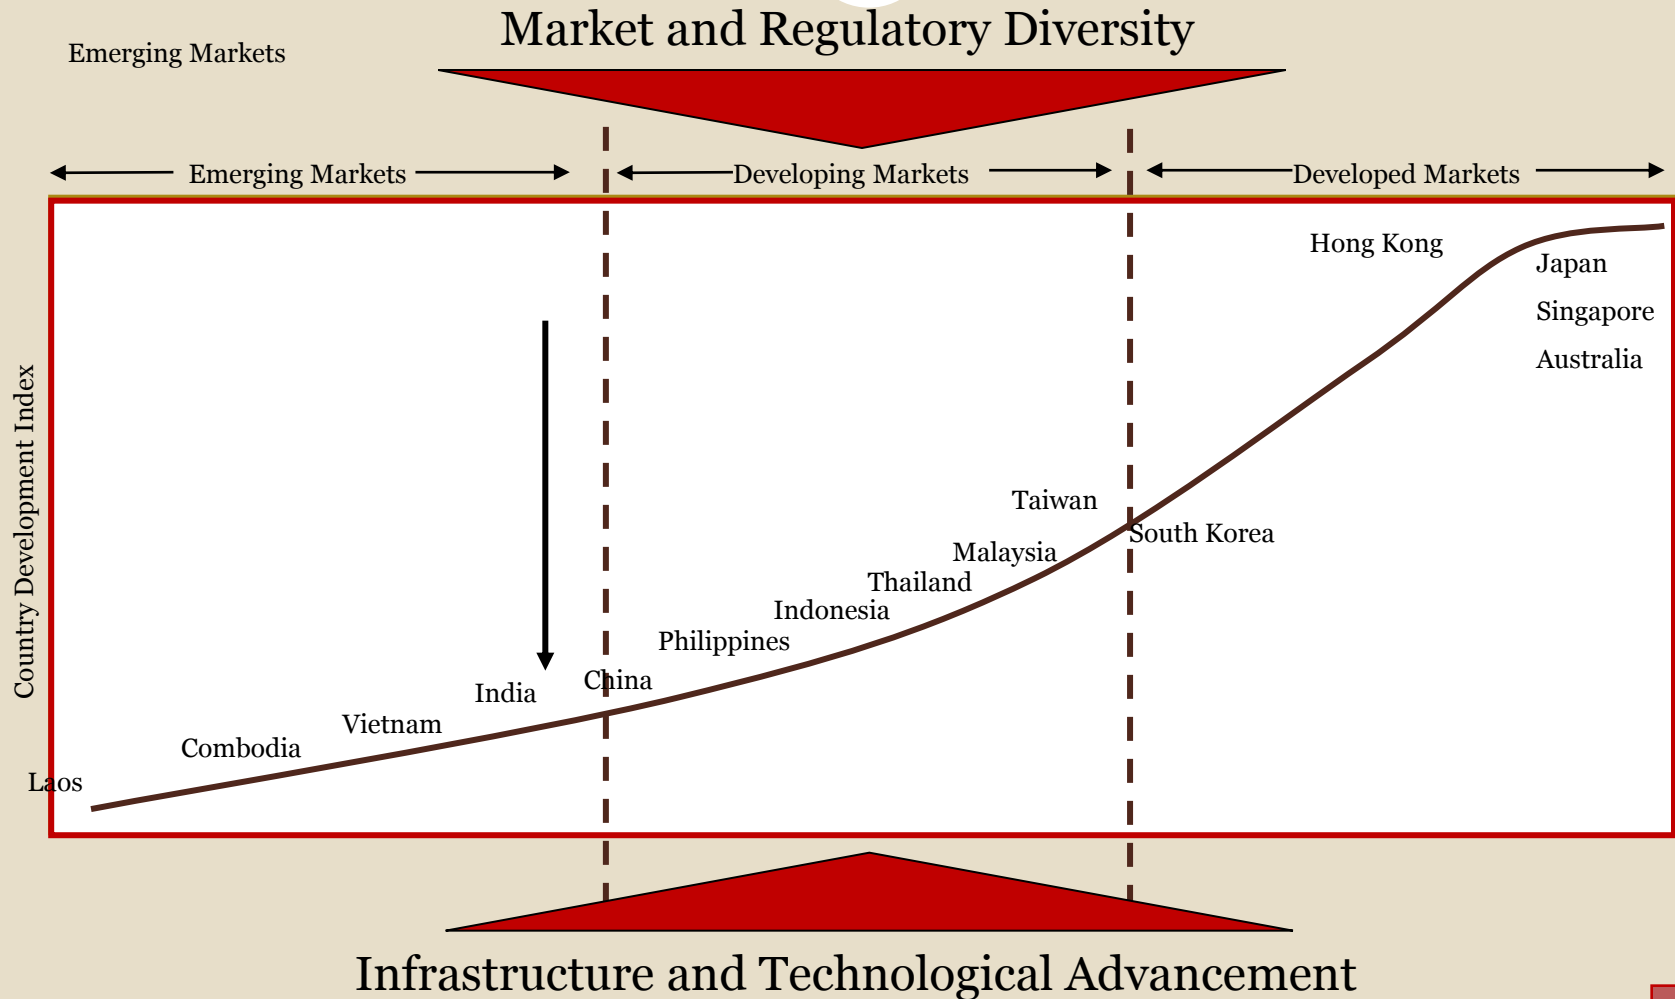 Market and Regulatory Diversity
Emerging Markets
Emerging Markets
Developing Markets
Developed Markets
Hong Kong
Japan
Singapore
Australia
Country Development Index
Taiwan
South Korea
Malaysia
Thailand
Indonesia
Philippines
China
India
Vietnam
Combodia
Laos
Infrastructure and Technological Advancement